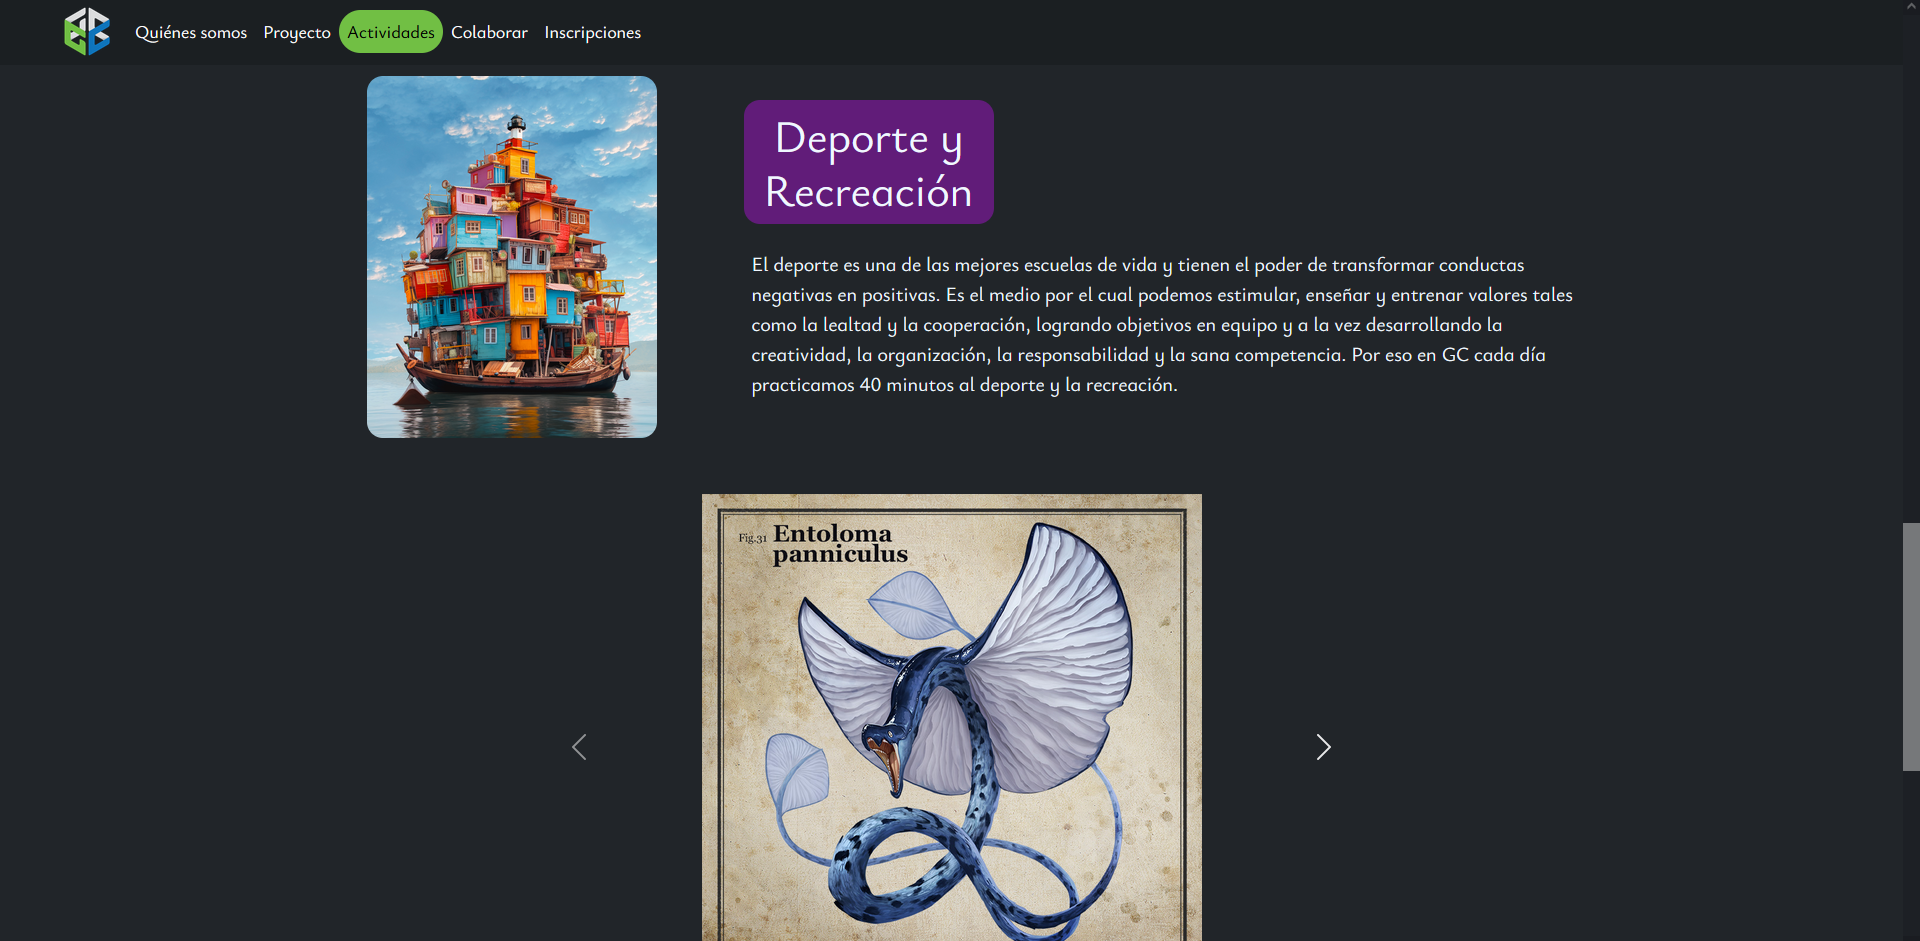 Quiénes somos Proyecto Actividades Colaborar Inscripciones
Deporte y
Recreación
El deporte es una de las mejores escuelas de vida y tienen el poder de transformar conductas
negativas en positivas. Es el medio por el cual podemos estimular, enseñar y entrenar valores tales
como la lealtad y la cooperación, logrando objetivos en equipo y a la vez desarrollando la
creatividad, la organización, la responsabilidad y la sana competencia. Por eso en GC cada día
practicamos 40 minutos al deporte y la recreación.
Fig.31 Entoloma
panniculus